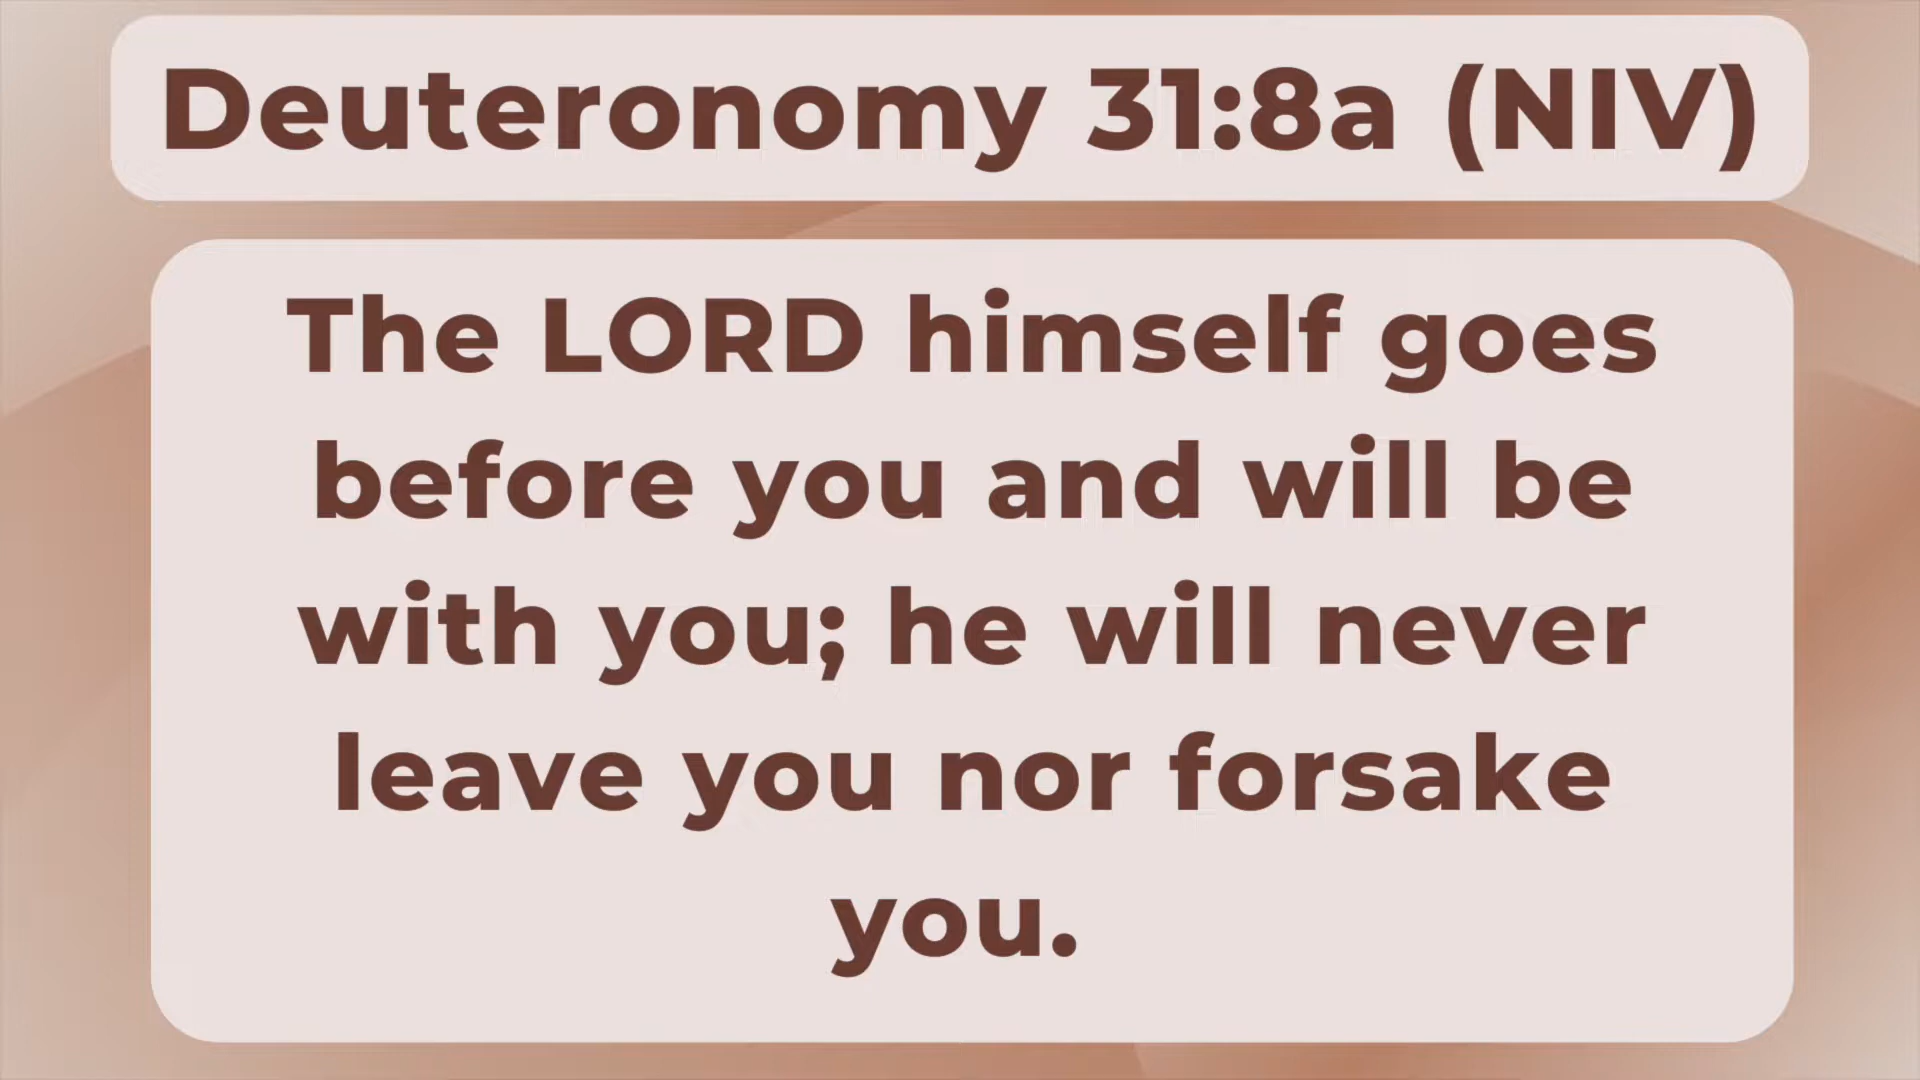 Deuteronomy 31:8a (NIV)
The LORD himself goes
before you and will be
with you; he will never
leave you nor forsake
you.